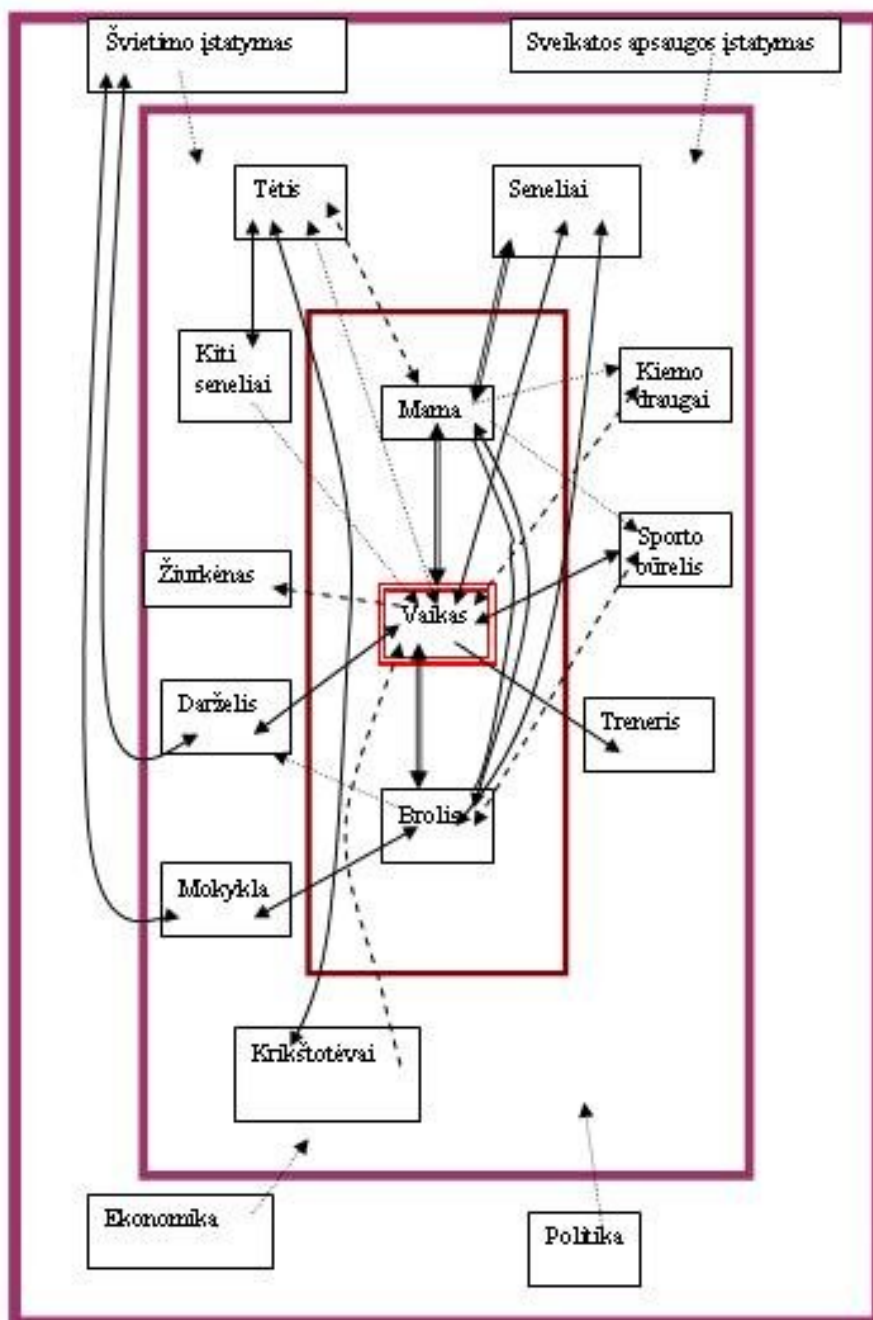 Švietimo įstatymas
Sveikatos apsaugos įstatymas
Tėtis
Seneliai
Kiti
seneliai
Mama
Kiemo
draugai
Žiurkėnas
Vaikas
Sporto
būrelis
Darželis
Treneris
Brolis
Mokykla
Krikštotėvai
Ekonomika
Politika